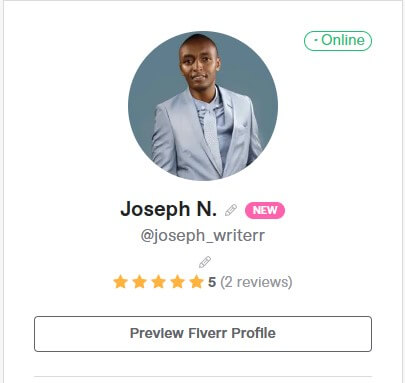 · Online
Joseph N. NEW
@joseph_writerr
5 (2 reviews)
Preview Fiverr Profile